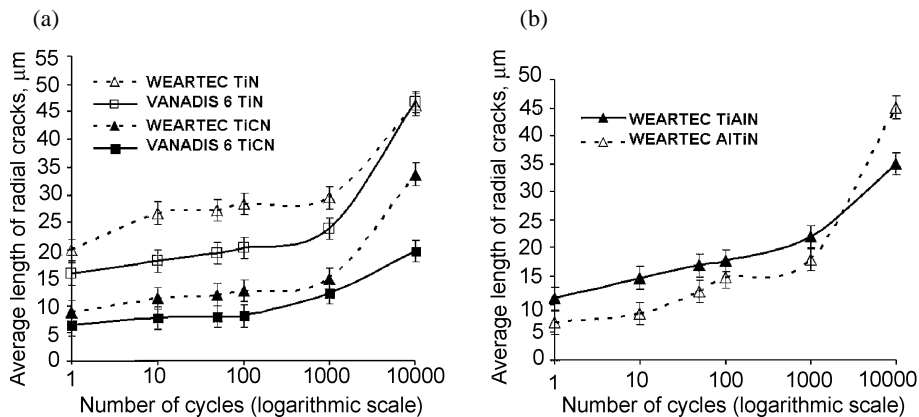 (a)
Average length of radial cracks, µm
55
50
45
40
35
30
25
20
15
10
5
0
WEARTEC TiN
VANADIS 6 TiN
WEARTEC TiCN
VANADIS 6 TiCN
1 10 100 1000 10000
Number of cycles (logarithmic scale)
(b)
Average length of radial cracks, µm
50
45
40
35
30
25
20
15
10
5
0
WEARTEC TiAlN
WEARTEC AlTiN
1 10 100 1000 10000
Number of cycles (logarithmic scale)